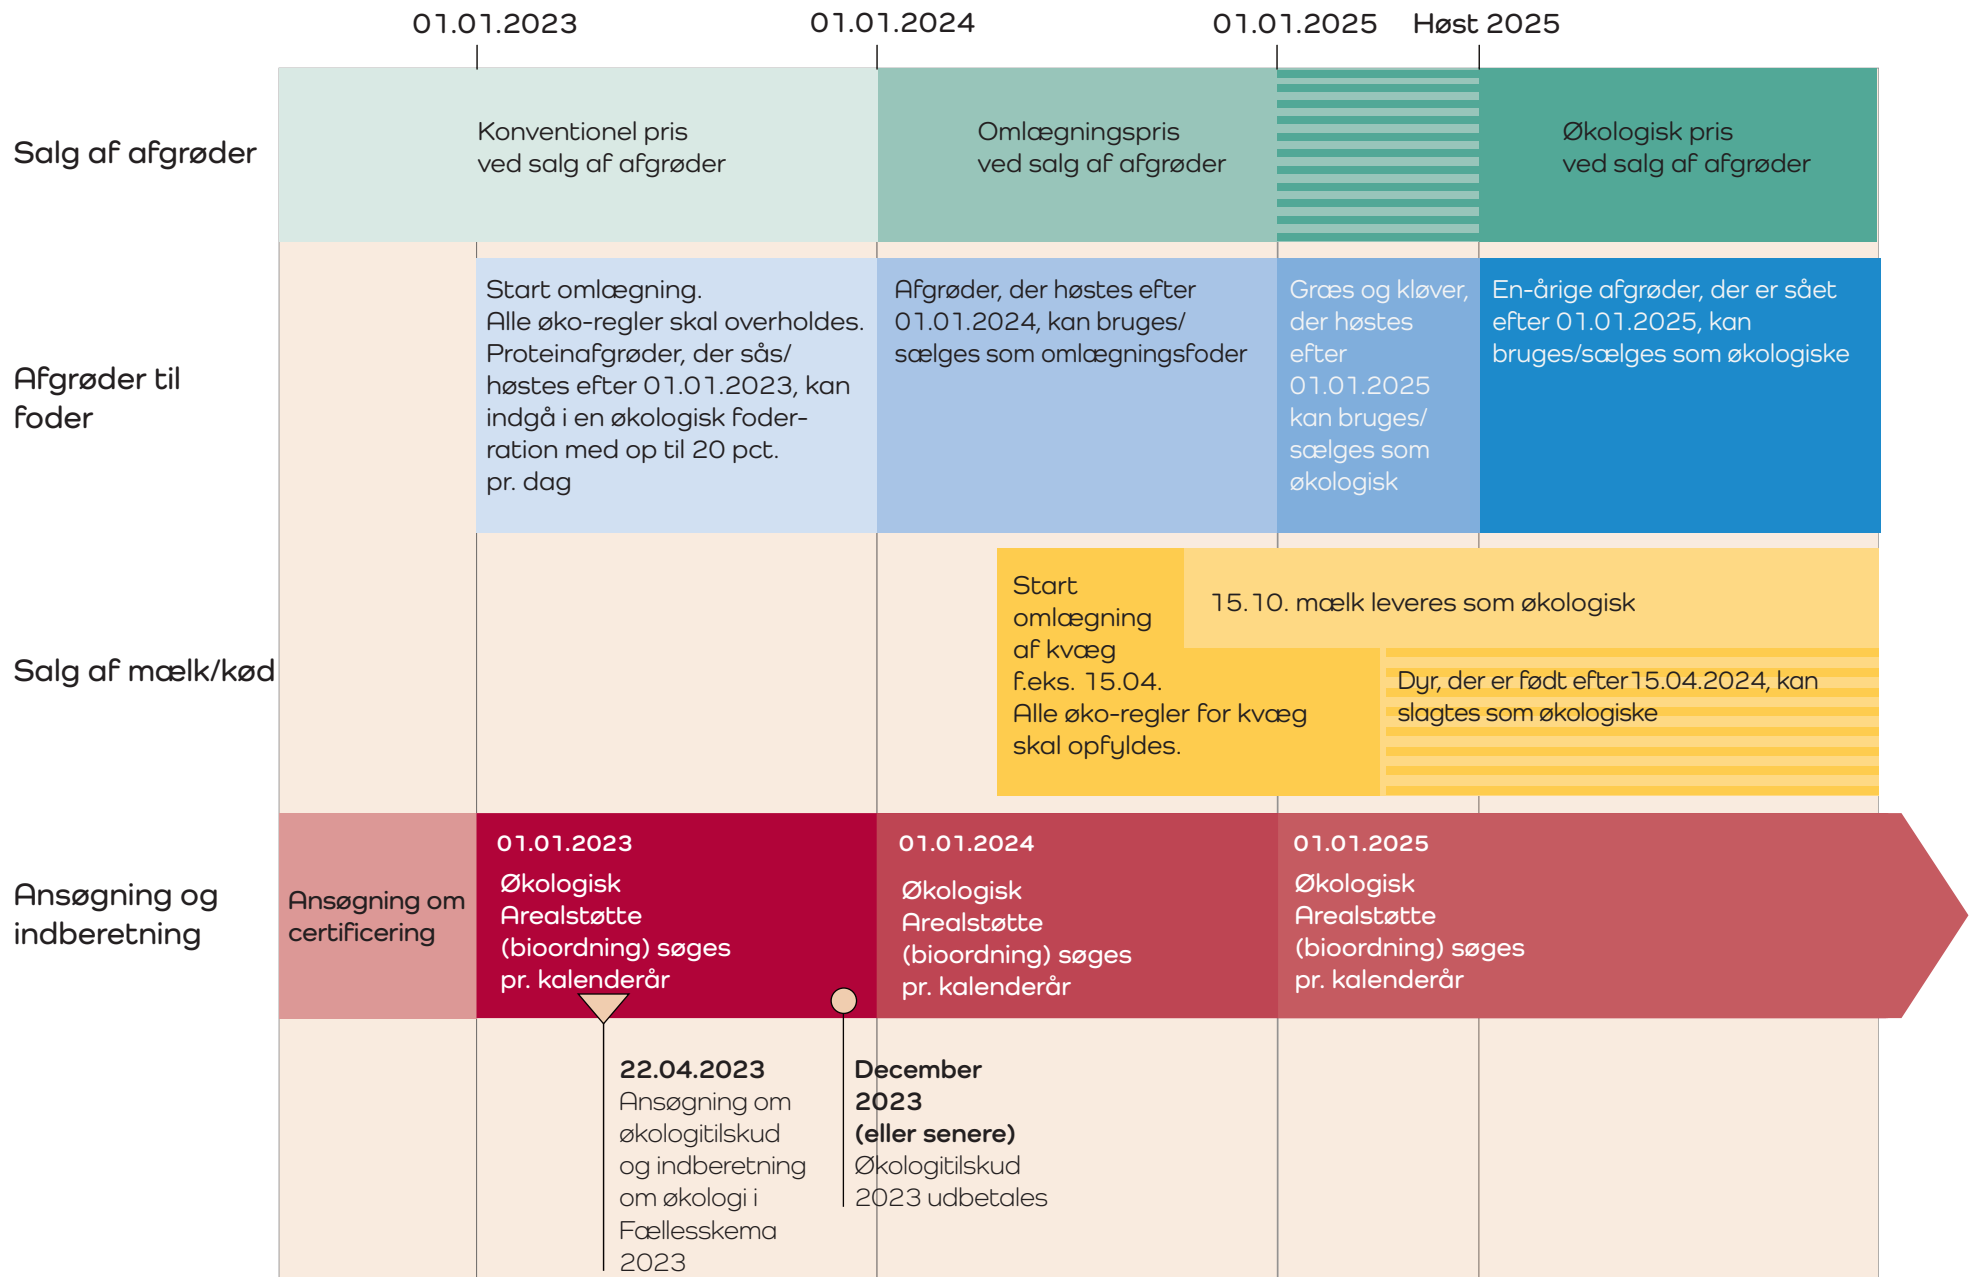 01.01.2023
01.01.2024
01.01.2025
Høst 2025
Salg af afgrøder
Konventionel pris
ved salg af afgrøder
Omlægningspris
ved salg af afgrøder
Økologisk pris
ved salg af afgrøder
Afgrøder til
foder
Start omlægning.
Alle øko-regler skal overholdes.
Proteinafgrøder, der sås/
høstes efter 01.01.2023, kan
indgå i en økologisk foder-
ration med op til 20 pct.
pr. dag
Afgrøder, der høstes efter
01.01.2024, kan bruges/
sælges som omlægningsfoder
Græs og kløver,
der høstes
efter
01.01.2025
kan bruges/
sælges som
økologisk
En-årige afgrøder, der er sået
efter 01.01.2025, kan
bruges/sælges som økologiske
Salg af mælk/kød
Start
omlægning
af kvæg
f.eks. 15.04.
Alle øko-regler for kvæg
skal opfyldes.
15.10. mælk leveres som økologisk
Dyr, der er født efter15.04.2024, kan
slagtes som økologiske
Ansøgning og
indberetning
Ansøgning om
certificering
01.01.2023
Økologisk
Arealstøtte
(bioordning) søges
pr. kalenderår
01.01.2024
Økologisk
Arealstøtte
(bioordning) søges
pr. kalenderår
01.01.2025
Økologisk
Arealstøtte
(bioordning) søges
pr. kalenderår
22.04.2023
Ansøgning om
økologitilskud
og indberetning
om økologi i
Fællesskema
2023
December
2023
(eller senere)
Økologitilskud
2023 udbetales